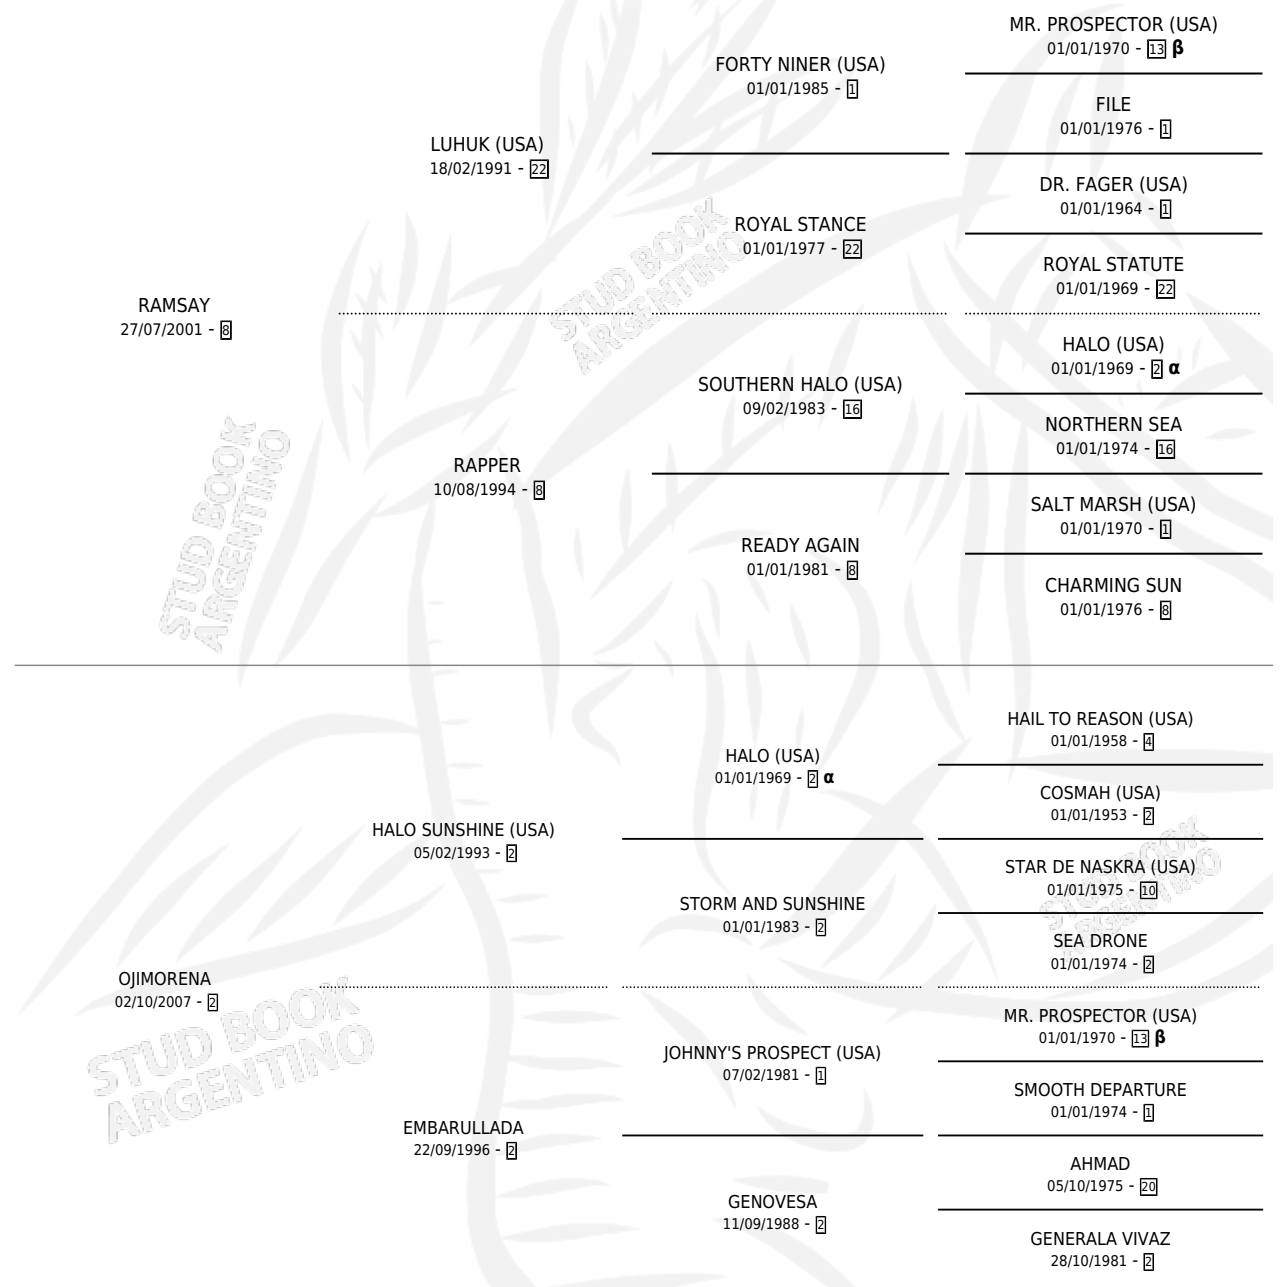 MR. PROSPECTOR (USA)
01/01/1970 - 13 β
FORTY NINER (USA)
01/01/1985 - 1
FILE
01/01/1976 - 1
LUHUK (USA)
18/02/1991 - 22
DR. FAGER (USA)
01/01/1964 - 1
ROYAL STANCE
01/01/1977 - 22
ROYAL STATUTE
01/01/1969 - 22
RAMSAY
27/07/2001 - 8
HALO (USA)
01/01/1969 - 2 α
SOUTHERN HALO (USA)
09/02/1983 - 16
NORTHERN SEA
01/01/1974 - 16
RAPPER
10/08/1994 - 8
SALT MARSH (USA)
01/01/1970 - 1
READY AGAIN
01/01/1981 - 8
CHARMING SUN
01/01/1976 - 8
HAIL TO REASON (USA)
01/01/1958 - 4
HALO (USA)
01/01/1969 - 2 α
COSMAH (USA)
01/01/1953 - 2
HALO SUNSHINE (USA)
05/02/1993 - 2
STAR DE NASKRA (USA)
01/01/1975 - 10
STORM AND SUNSHINE
01/01/1983 - 2
SEA DRONE
01/01/1974 - 2
OJIMORENA
02/10/2007 - 2
MR. PROSPECTOR (USA)
01/01/1970 - 13 β
JOHNNY'S PROSPECT (USA)
07/02/1981 - 1
SMOOTH DEPARTURE
01/01/1974 - 1
EMBARULLADA
22/09/1996 - 2
AHMAD
05/10/1975 - 20
GENOVESA
11/09/1988 - 2
GENERALA VIVAZ
28/10/1981 - 2
STUD BOOK
ARGENTINO
STUD BOOK
ARGENTINO
STUD BOOK
ARGENTINO
STUD BOOK
ARGENTINO